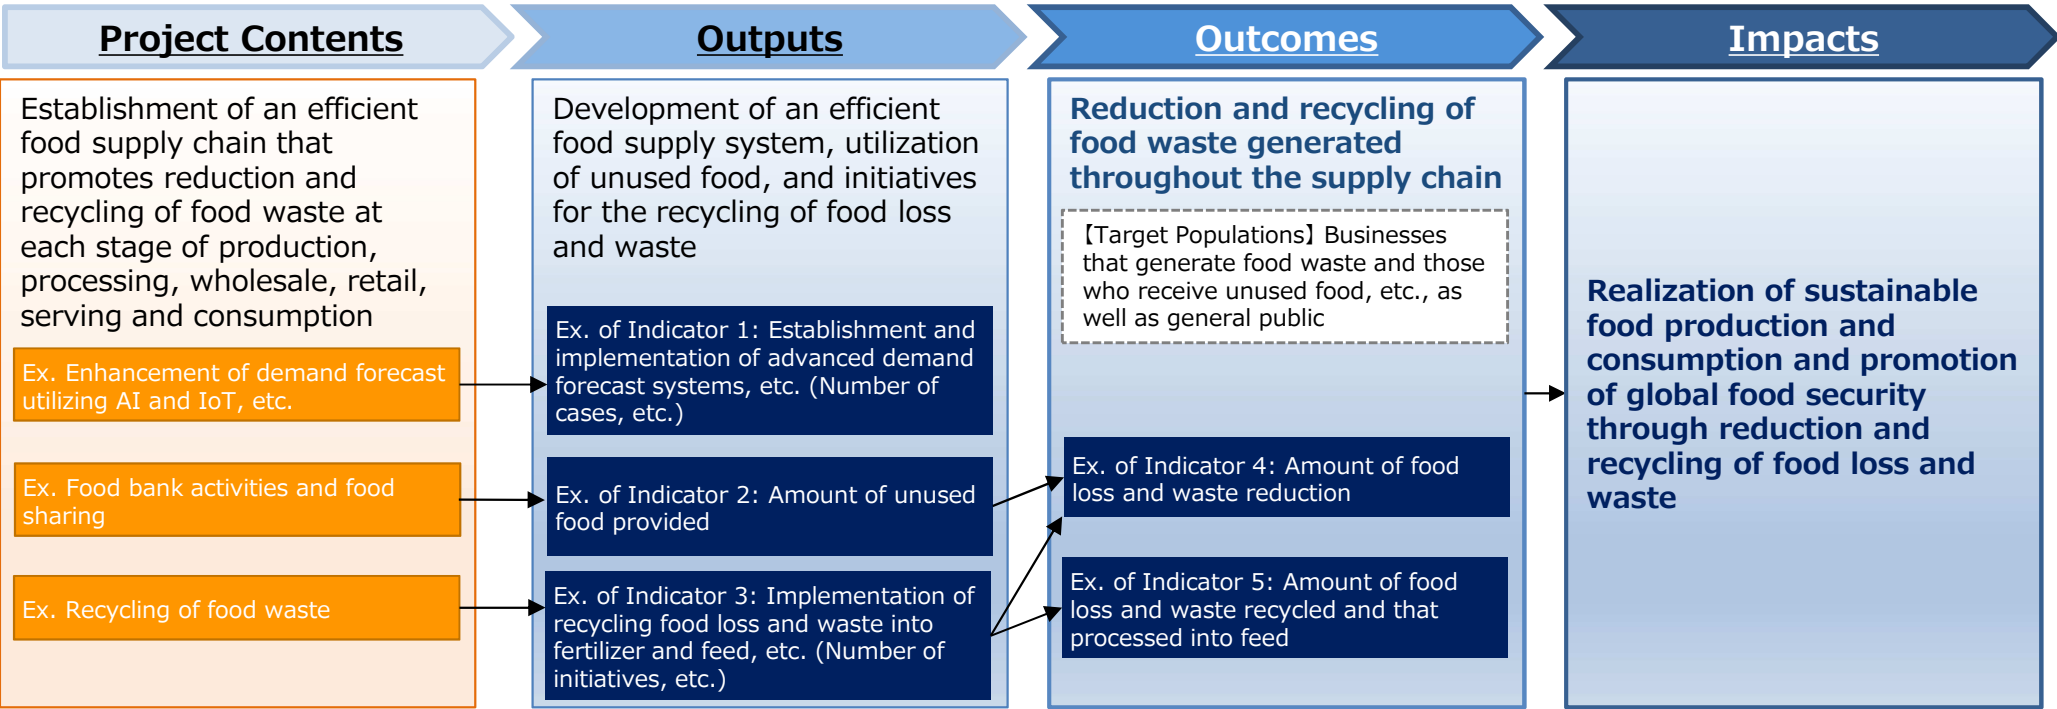 Project Contents
Outputs
Outcomes
Impacts
Establishment of an efficient
food supply chain that
promotes reduction and
recycling of food waste at
each stage of production,
processing, wholesale, retail,
serving and consumption
Ex. Enhancement of demand forecast
utilizing AI and IoT, etc.
Ex. Food bank activities and food
sharing
Ex. Recycling of food waste
Development of an efficient
food supply system, utilization
of unused food, and initiatives
for the recycling of food loss
and waste
Ex. of Indicator 1: Establishment and
implementation of advanced demand
forecast systems, etc. (Number of
cases, etc.)
Ex. of Indicator 2: Amount of unused
food provided
Ex. of Indicator 3: Implementation of
recycling food loss and waste into
fertilizer and feed, etc. (Number of
initiatives, etc.)
Reduction and recycling of
food waste generated
throughout the supply chain
【Target Populations】Businesses
that generate food waste and those
who receive unused food, etc., as
well as general public
Ex. of Indicator 4: Amount of food
loss and waste reduction
Ex. of Indicator 5: Amount of food
loss and waste recycled and that
processed into feed
Realization of sustainable
food production and
consumption and promotion
of global food security
through reduction and
recycling of food loss and
waste